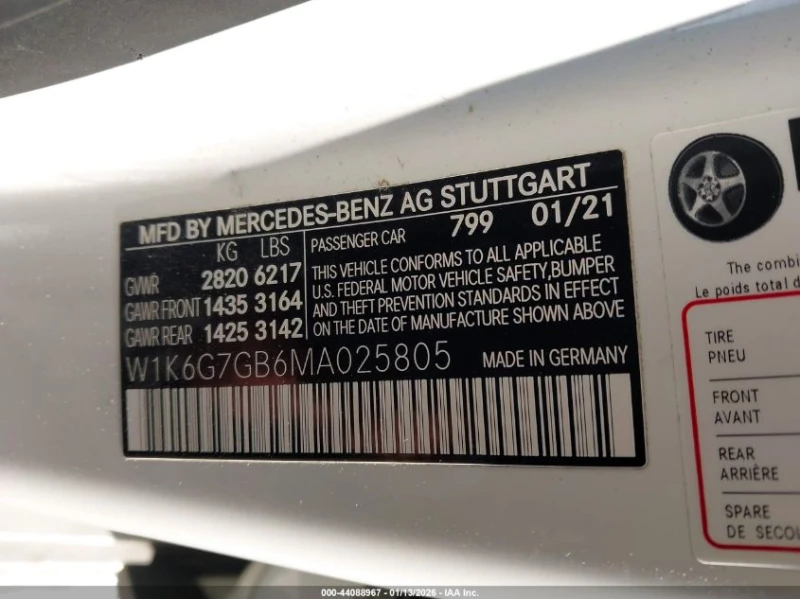 MFD BY MERCEDES-BENZ AG STUTTGART
KG LBS
GVWR 2820 6217
GAWR FRONT 1435 3164
GAWR REAR 1425 3142
PASSENGER CAR 799 01/21
THIS VEHICLE CONFORMS TO ALL APPLICABLE
U.S. FEDERAL MOTOR VEHICLE SAFETY,BUMPER
AND THEFT PREVENTION STANDARDS IN EFFECT
ON THE DATE OF MANUFACTURE SHOWN ABOVE
W1K6G7GB6MA025805 MADE IN GERMANY
The combi
Le poids total d
TIRE
PNEU
FRONT
AVANT
REAR
ARRIÈRE
SPARE
DE SECOU
000-44088967 - 01/13/2026 - IAA Inc.